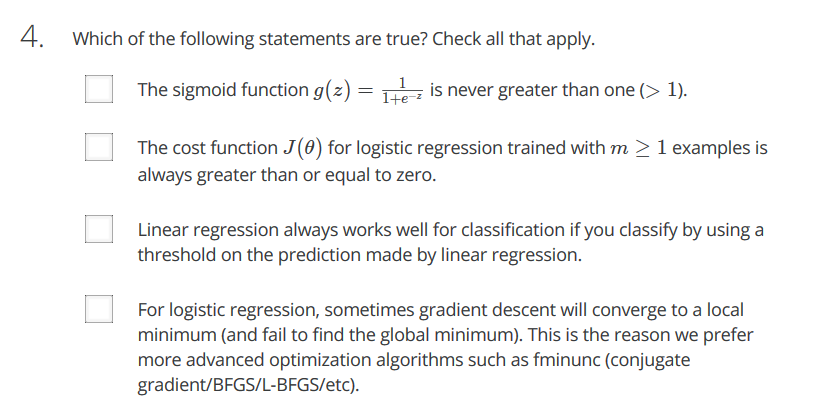 4. Which of the following statements are true? Check all that apply.
The sigmoid function g(z) = 1/(1+e^{-z}) is never greater than one (> 1).
The cost function J(θ) for logistic regression trained with m ≥ 1 examples is
always greater than or equal to zero.
Linear regression always works well for classification if you classify by using a
threshold on the prediction made by linear regression.
For logistic regression, sometimes gradient descent will converge to a local
minimum (and fail to find the global minimum). This is the reason we prefer
more advanced optimization algorithms such as fminunc (conjugate
gradient/BFGS/L-BFGS/etc).